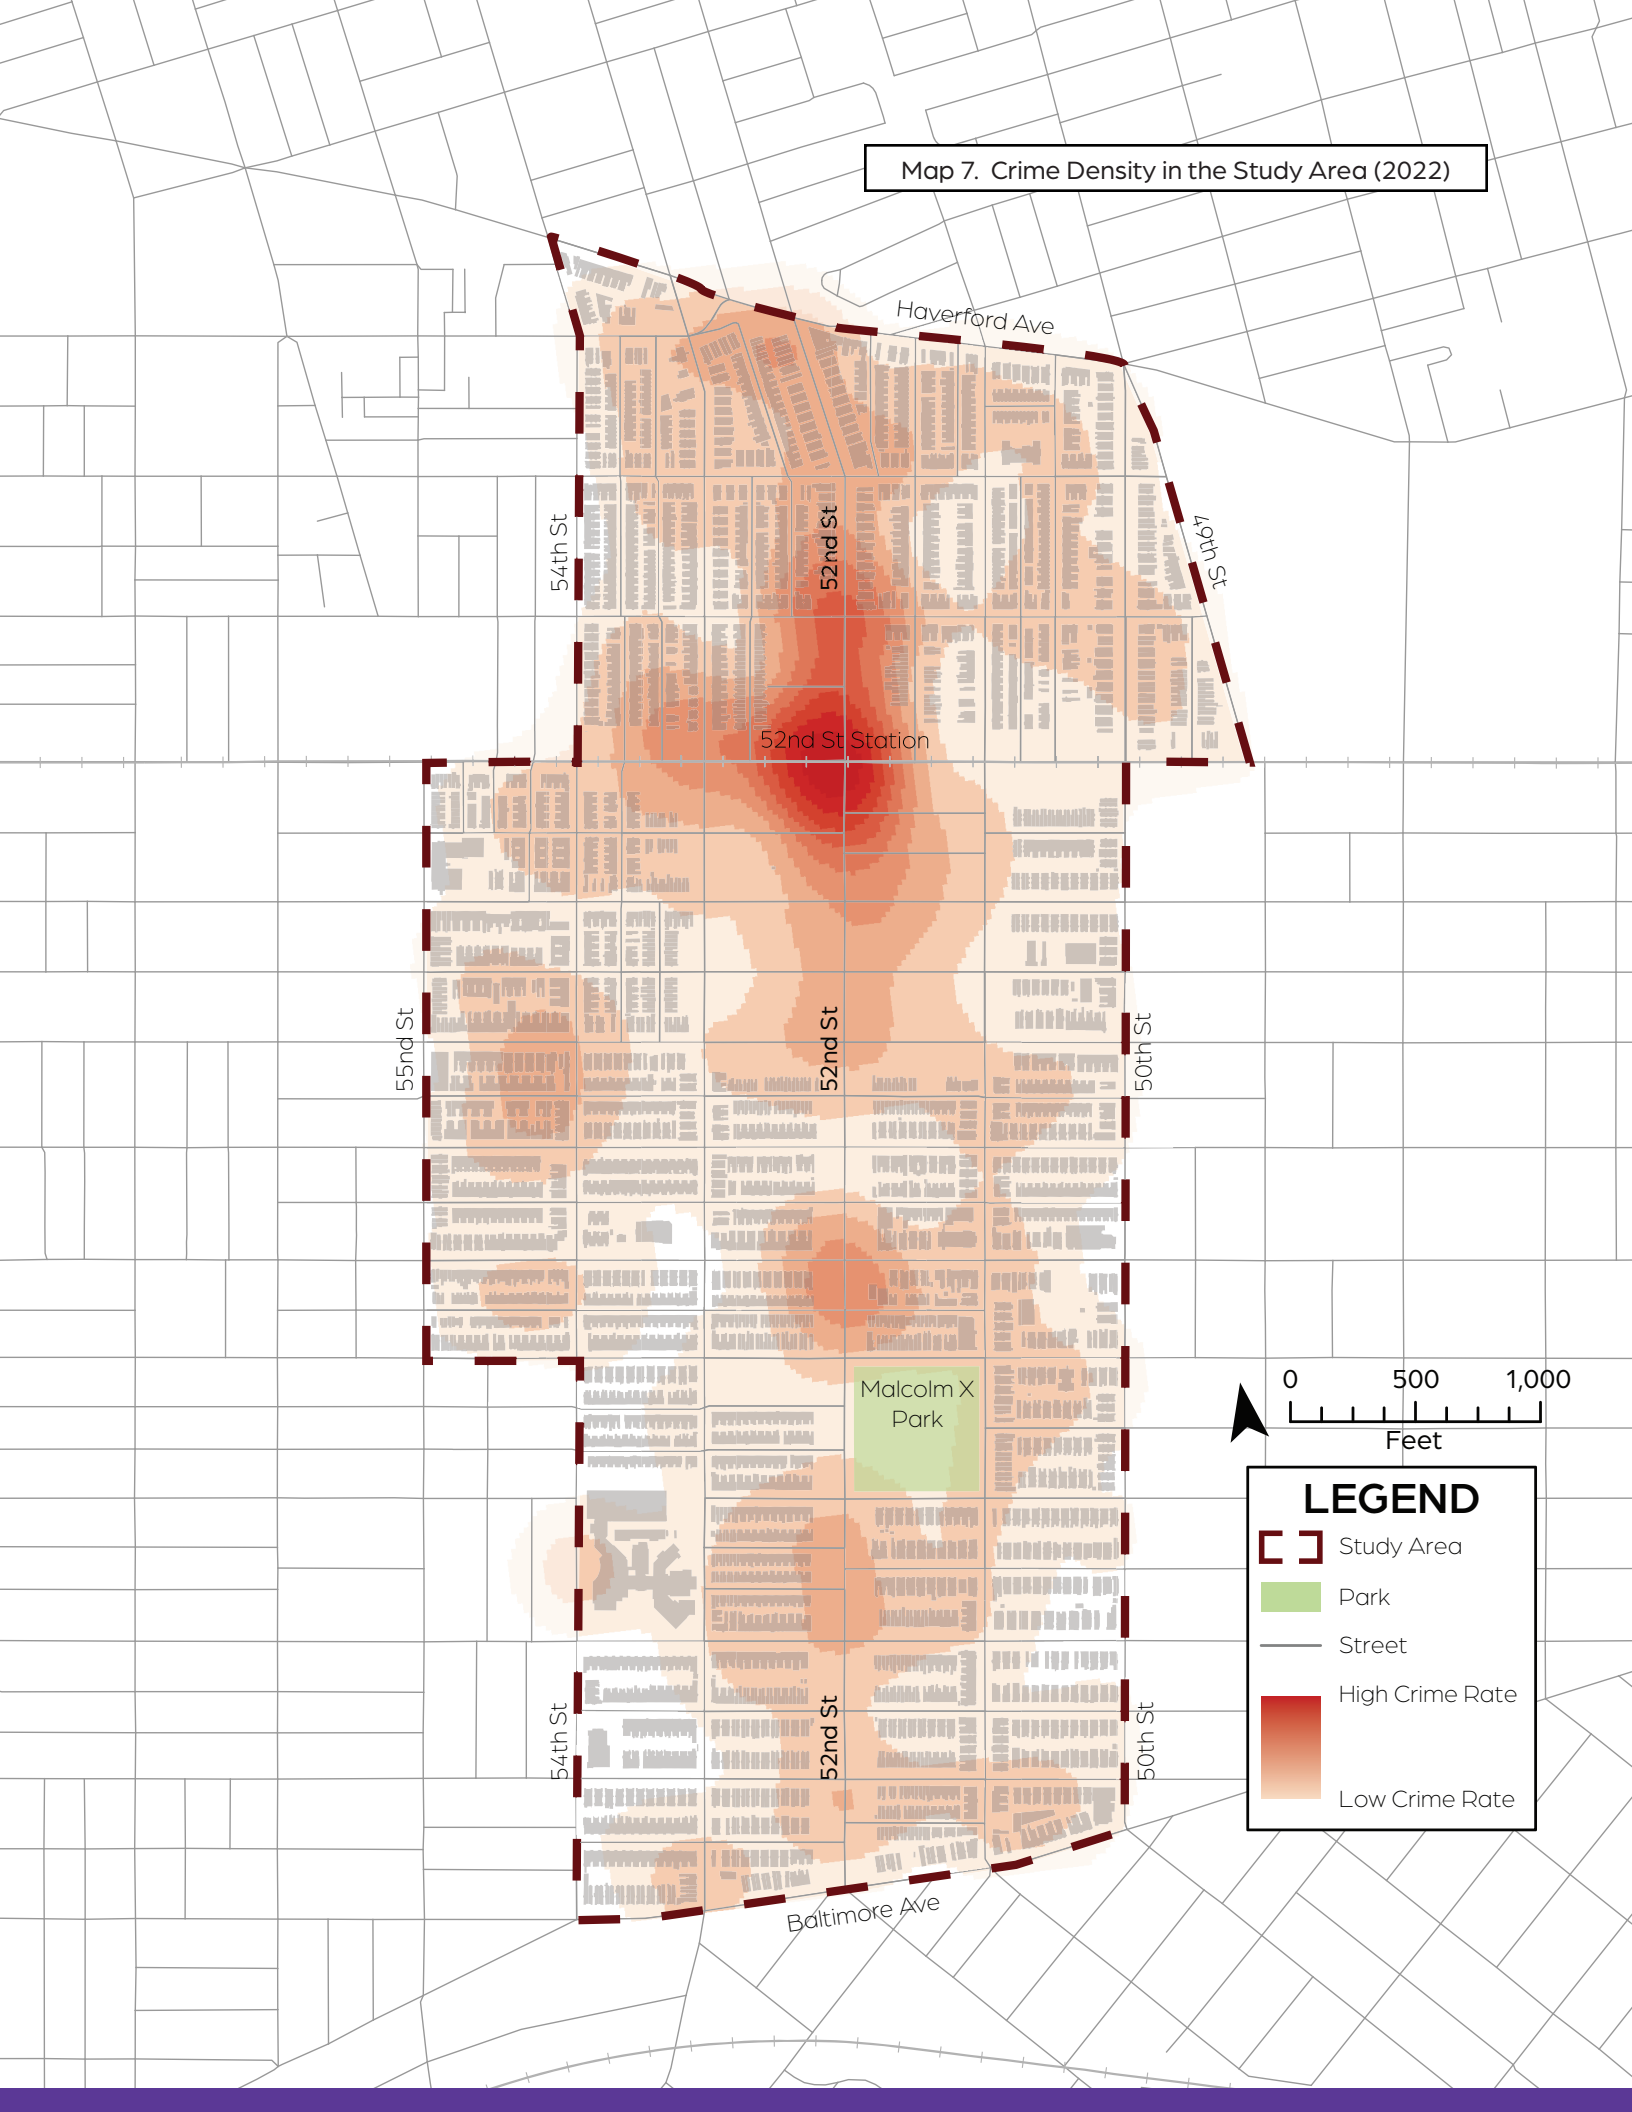 Map 7.  Crime Density in the Study Area (2022)
Haverford Ave
54th St
52nd St
49th St
52nd St Station
55nd St
52nd St
50th St
Malcolm X
Park
0 500 1,000
Feet
LEGEND
Study Area
Park
Street
High Crime Rate
Low Crime Rate
54th St
52nd St
50th St
Baltimore Ave